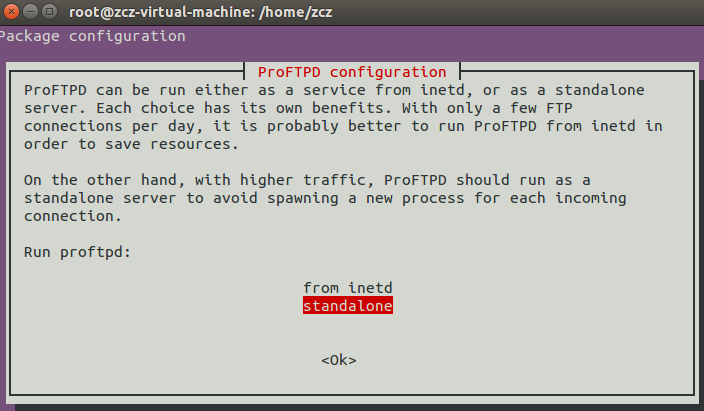 root@zcz-virtual-machine: /home/zcz
Package configuration
ProFTPD configuration
ProFTPD can be run either as a service from inetd, or as a standalone
server. Each choice has its own benefits. With only a few FTP
connections per day, it is probably better to run ProFTPD from inetd in
order to save resources.
On the other hand, with higher traffic, ProFTPD should run as a
standalone server to avoid spawning a new process for each incoming
connection.
Run proftpd:
from inetd
standalone
<Ok>